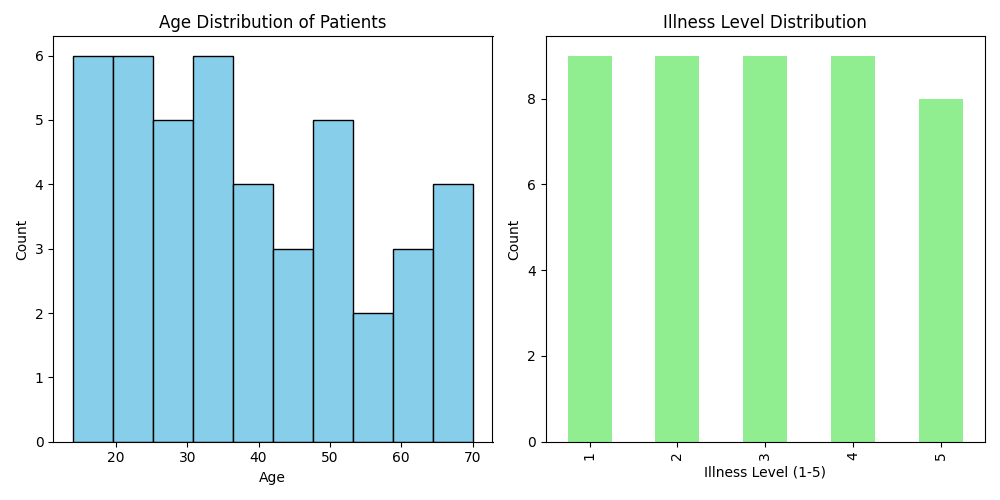 Age Distribution of Patients
6
5
4
3
2
1
0
Count
20 30 40 50 60 70
Age
Illness Level Distribution
8
6
4
2
0
Count
1 2 3 4 5
Illness Level (1-5)